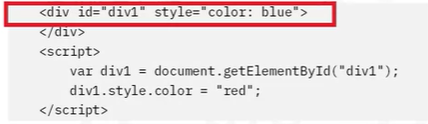 <div id="div1" style="color: blue">
</div>
<script>
var div1 = document.getElementById("div1");
div1.style.color = "red";
</script>